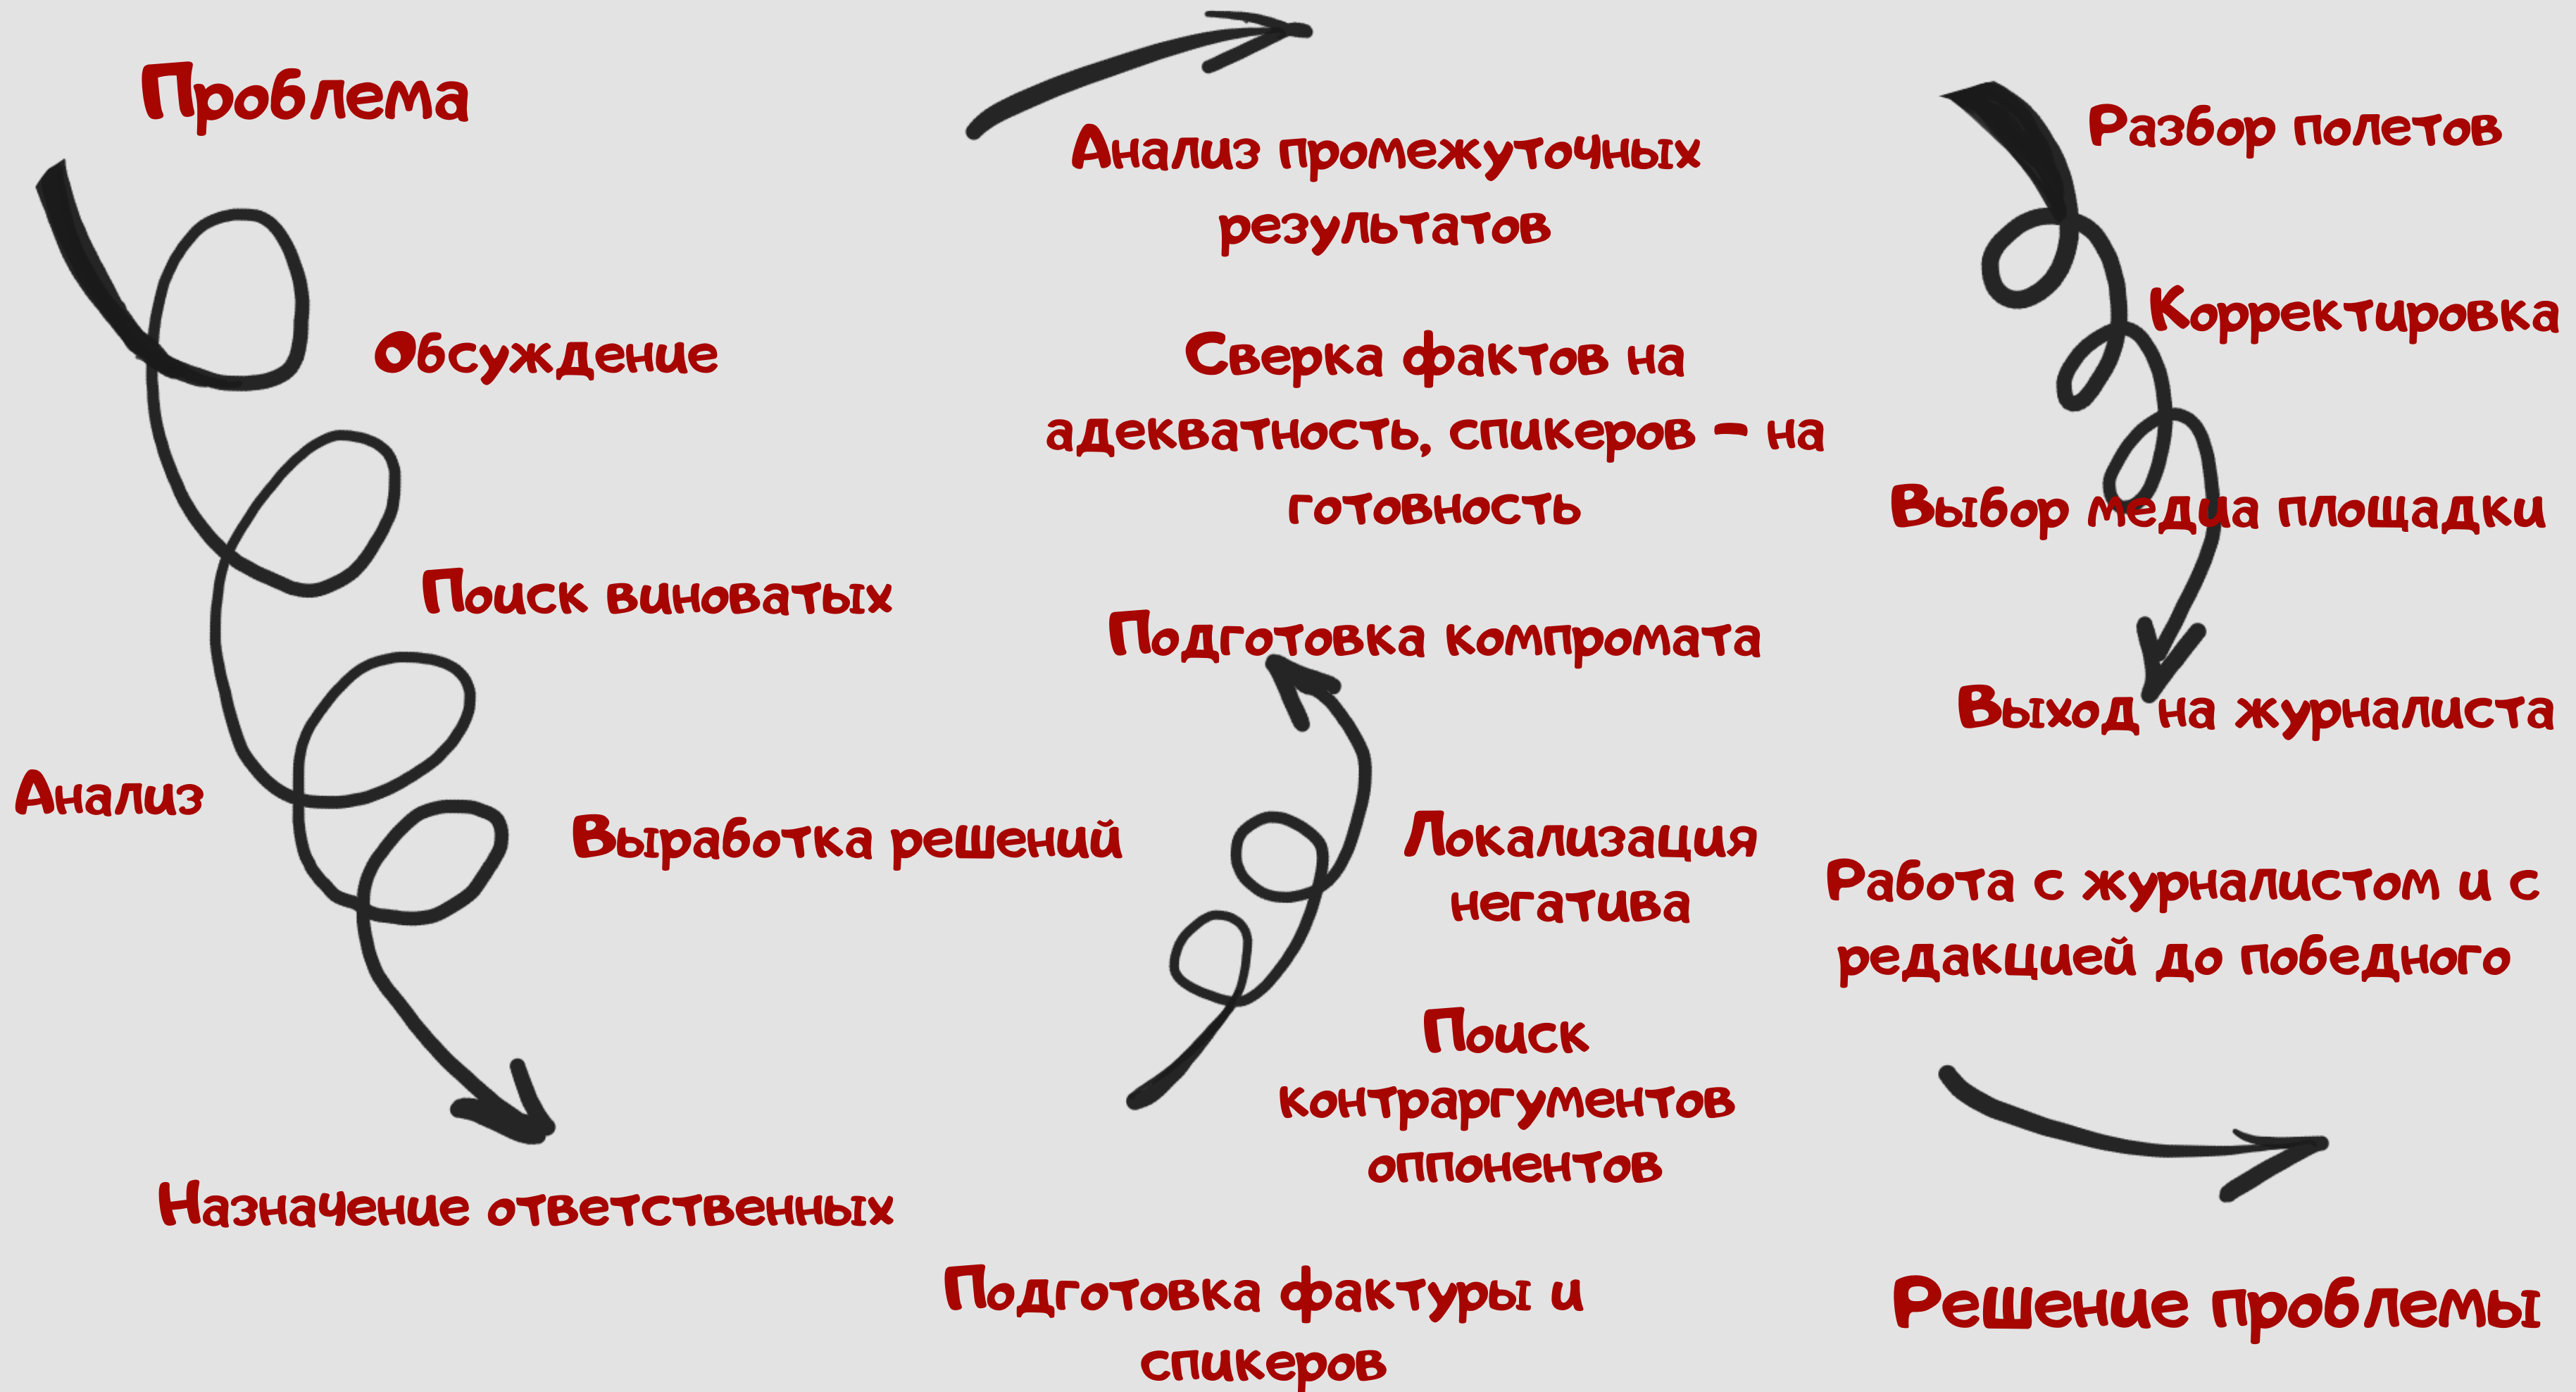 Проблема
Обсуждение
Поиск виноватых
Анализ
Выработка решений
Назначение ответственных
Анализ промежуточных
результатов
Сверка фактов на
адекватность, спикеров – на
готовность
Подготовка компромата
Локализация
негатива
Поиск
контраргументов
оппонентов
Подготовка фактуры и
спикеров
Разбор полетов
Корректировка
Выбор медиа площадки
Выход на журналиста
Работа с журналистом и с
редакцией до победного
Решение проблемы